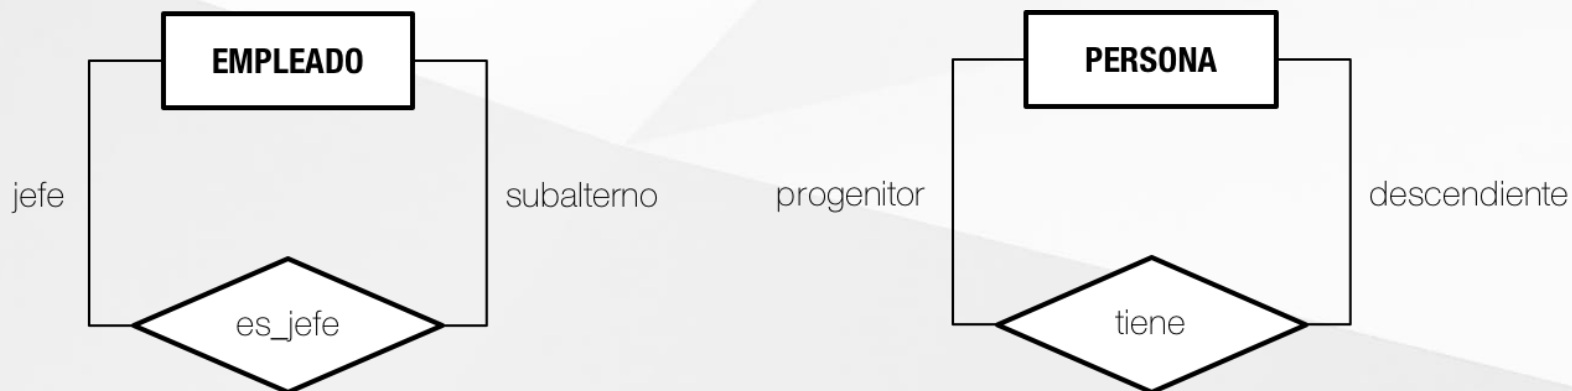 EMPLEADO
jefe
subalterno
es_jefe
PERSONA
progenitor
descendiente
tiene